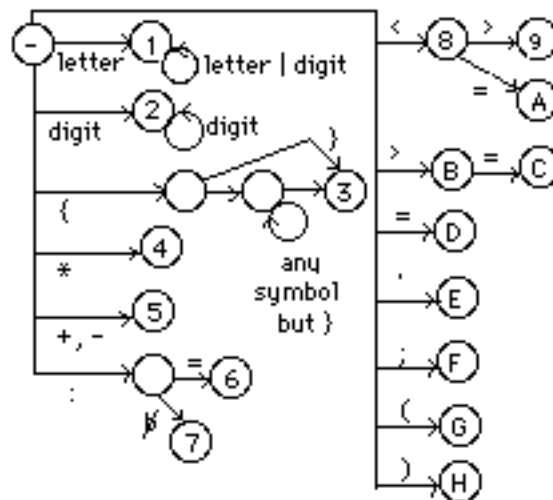 - 1 < 8 > 9
letter letter | digit
= A
2
digit digit
}
> B = C
{ 3
= D
* 4
any
symbol
but }
, E
+, - 5
; F
: = 6
( G
7
) H